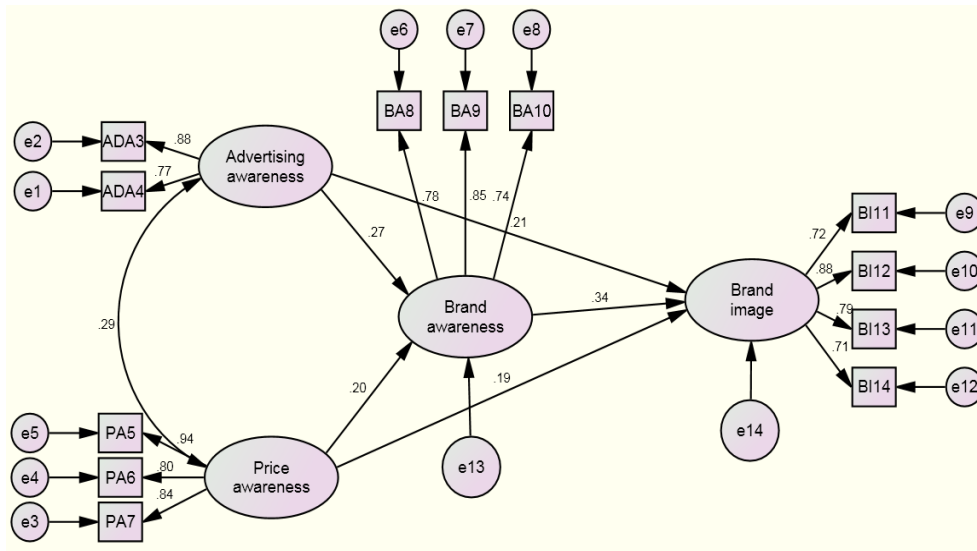 e6
e7
e8
BA8
BA9
BA10
e2
ADA3
.88
e1
ADA4
.77
Advertising
awareness
.78
.85
.74
.21
.27
.29
Brand
awareness
.34
.20
.19
Brand
image
.72
BI11
e9
.88
BI12
e10
.79
BI13
e11
.71
BI14
e12
e5
PA5
.94
e4
PA6
.80
e3
PA7
.84
Price
awareness
e13
e14